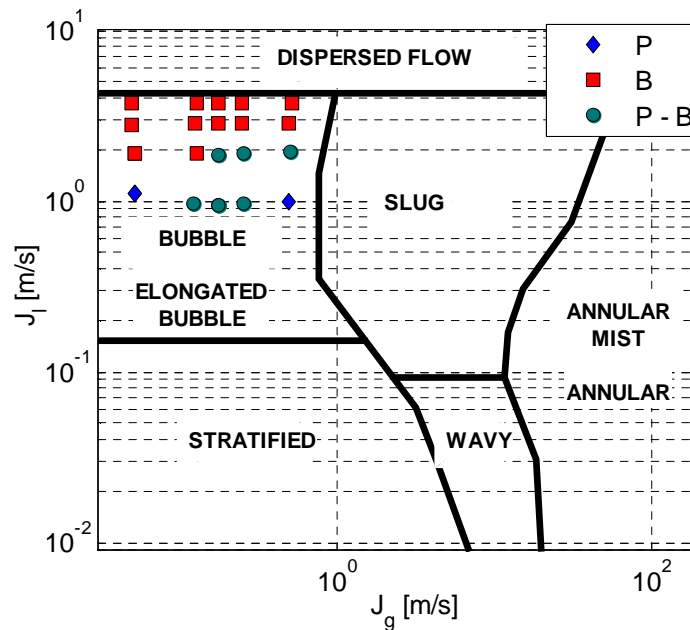 10^1
DISPERSED FLOW
P
B
P - B
10^0
SLUG
BUBBLE
ELONGATED
BUBBLE
ANNULAR
MIST
10^-1
ANNULAR
STRATIFIED
WAVY
10^-2
10^0
10^2
J_l [m/s]
J_g [m/s]